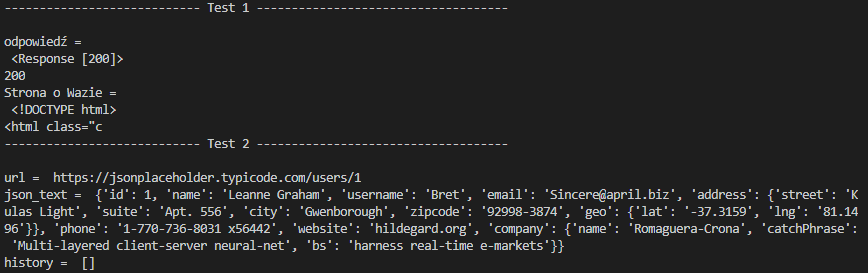 ---------------------------- Test 1 ------------------------------------
odpowiedź =
 <Response [200]>
200
Strona o Wazie =
 <!DOCTYPE html>
<html class="c
---------------------------- Test 2 ------------------------------------
url =  https://jsonplaceholder.typicode.com/users/1
json_text =  {'id': 1, 'name': 'Leanne Graham', 'username': 'Bret', 'email': 'Sincere@april.biz', 'address': {'street': 'K
ulas Light', 'suite': 'Apt. 556', 'city': 'Gwenborough', 'zipcode': '92998-3874', 'geo': {'lat': '-37.3159', 'lng': '81.14
96'}}, 'phone': '1-770-736-8031 x56442', 'website': 'hildegard.org', 'company': {'name': 'Romaguera-Crona', 'catchPhrase':
 'Multi-layered client-server neural-net', 'bs': 'harness real-time e-markets'}}
history =  []